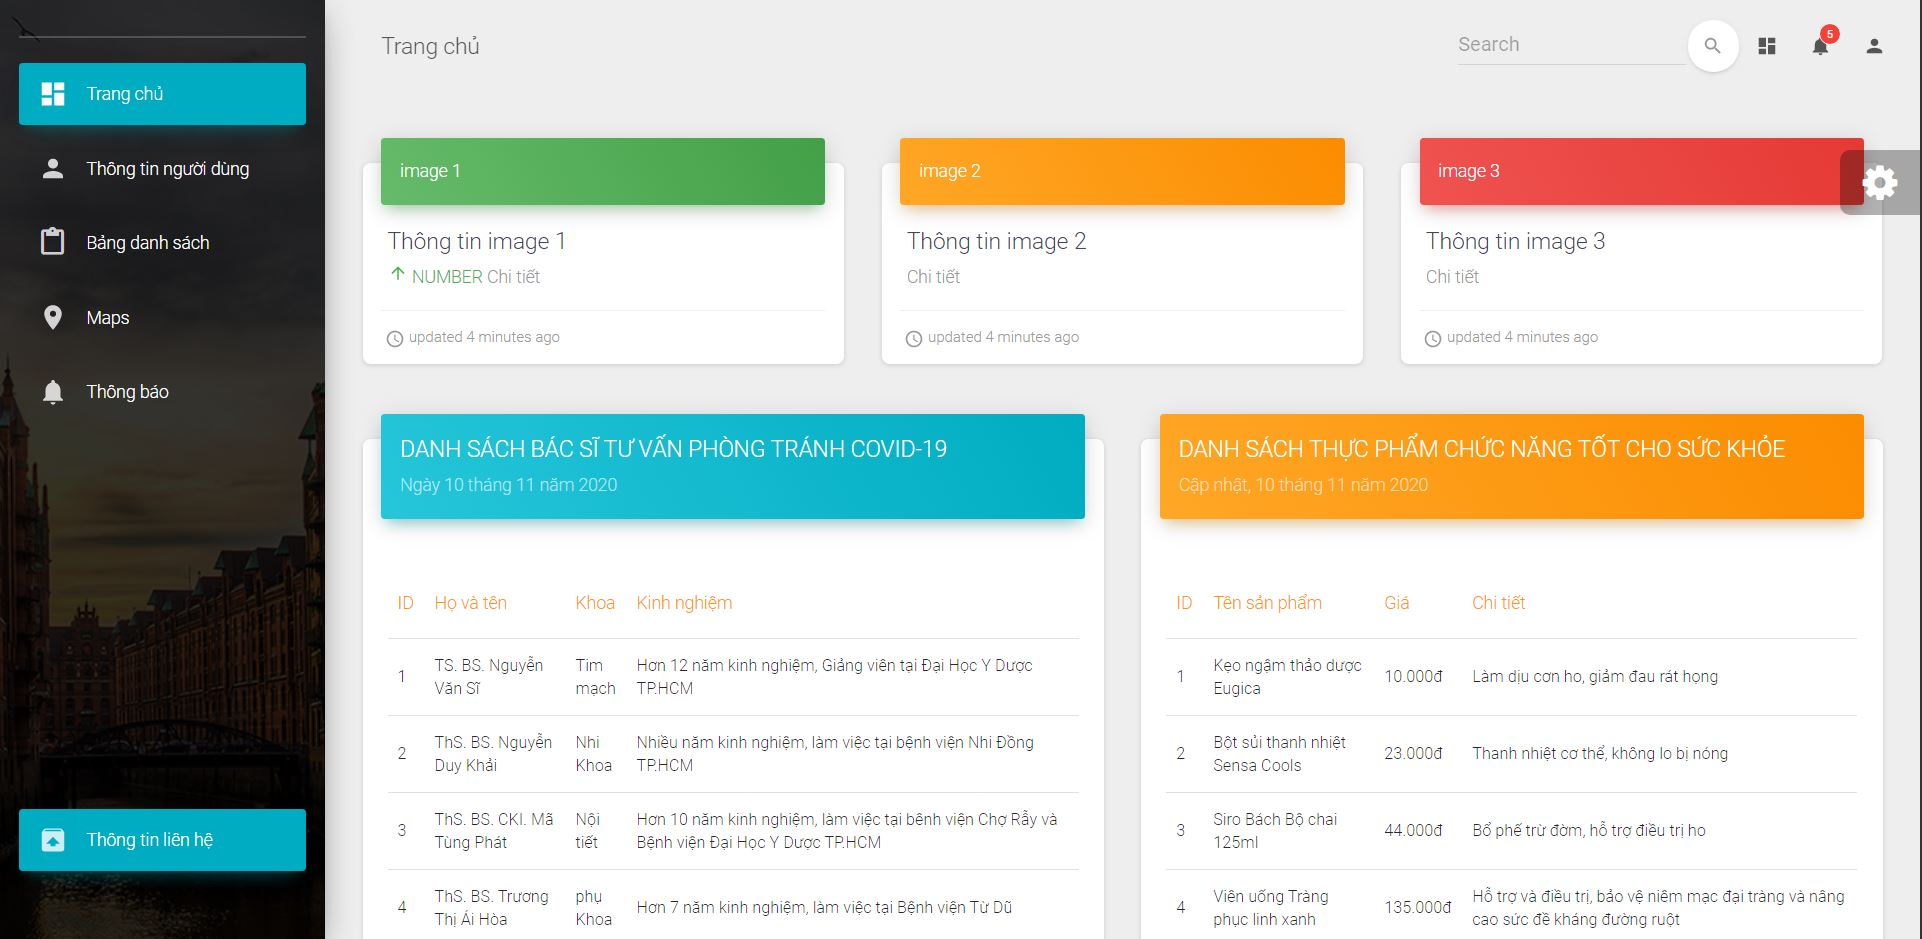 Trang chủ
Thông tin người dùng
Bảng danh sách
Maps
Thông báo
Thông tin liên hệ
Trang chủ
Search
5
image 1
Thông tin image 1
NUMBER Chi tiết
updated 4 minutes ago
image 2
Thông tin image 2
Chi tiết
updated 4 minutes ago
image 3
Thông tin image 3
Chi tiết
updated 4 minutes ago
DANH SÁCH BÁC SĨ TƯ VẤN PHÒNG TRÁNH COVID-19
Ngày 10 tháng 11 năm 2020
ID Họ và tên Khoa Kinh nghiệm
1 TS. BS. Nguyễn Văn Sĩ Tim mạch Hơn 12 năm kinh nghiệm, Giảng viên tại Đại Học Y Dược TP.HCM
2 ThS. BS. Nguyễn Duy Khải Nhi Khoa Nhiều năm kinh nghiệm, làm việc tại bệnh viện Nhi Đồng TP.HCM
3 ThS. BS. CKI. Mã Tùng Phát Nội tiết Hơn 10 năm kinh nghiệm, làm việc tại bênh viện Chợ Rẫy và Bệnh viện Đại Học Y Dược TP.HCM
4 ThS. BS. Trương Thị Ái Hòa phụ Khoa Hơn 7 năm kinh nghiệm, làm việc tại Bệnh viện Từ Dũ
DANH SÁCH THỰC PHẨM CHỨC NĂNG TỐT CHO SỨC KHỎE
Cập nhật, 10 tháng 11 năm 2020
ID Tên sản phẩm Giá Chi tiết
1 Kẹo ngậm thảo dược Eugica 10.000đ Làm dịu cơn ho, giảm đau rát họng
2 Bột sủi thanh nhiệt Sensa Cools 23.000đ Thanh nhiệt cơ thể, không lo bị nóng
3 Siro Bách Bộ chai 125ml 44.000đ Bổ phế trừ đờm, hỗ trợ điều trị ho
4 Viên uống Tràng phục linh xanh 135.000đ Hỗ trợ và điều trị, bảo vệ niêm mạc đại tràng và nâng cao sức đề kháng đường ruột